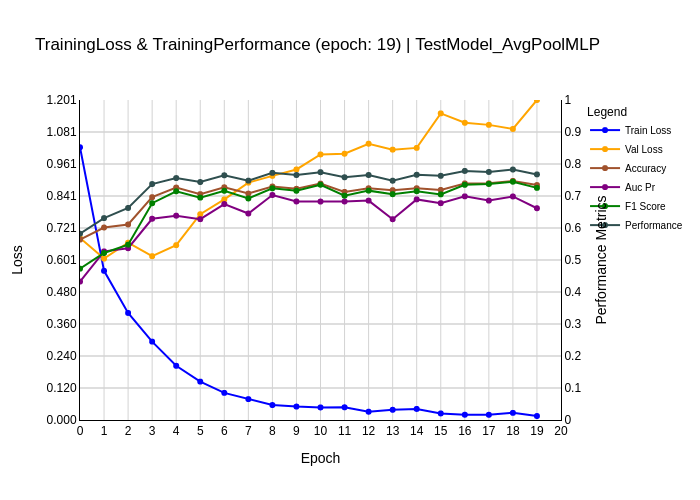 TrainingLoss & TrainingPerformance (epoch: 19) | TestModel_AvgPoolMLP
1.201
1.081
0.961
0.841
0.721
0.601
0.480
0.360
0.240
0.120
0.000
Loss
0 1 2 3 4 5 6 7 8 9 10 11 12 13 14 15 16 17 18 19 20
Epoch
1
0.9
0.8
0.7
0.6
0.5
0.4
0.3
0.2
0.1
0
Performance Metrics
Legend
Train Loss
Val Loss
Accuracy
Auc Pr
F1 Score
Performance